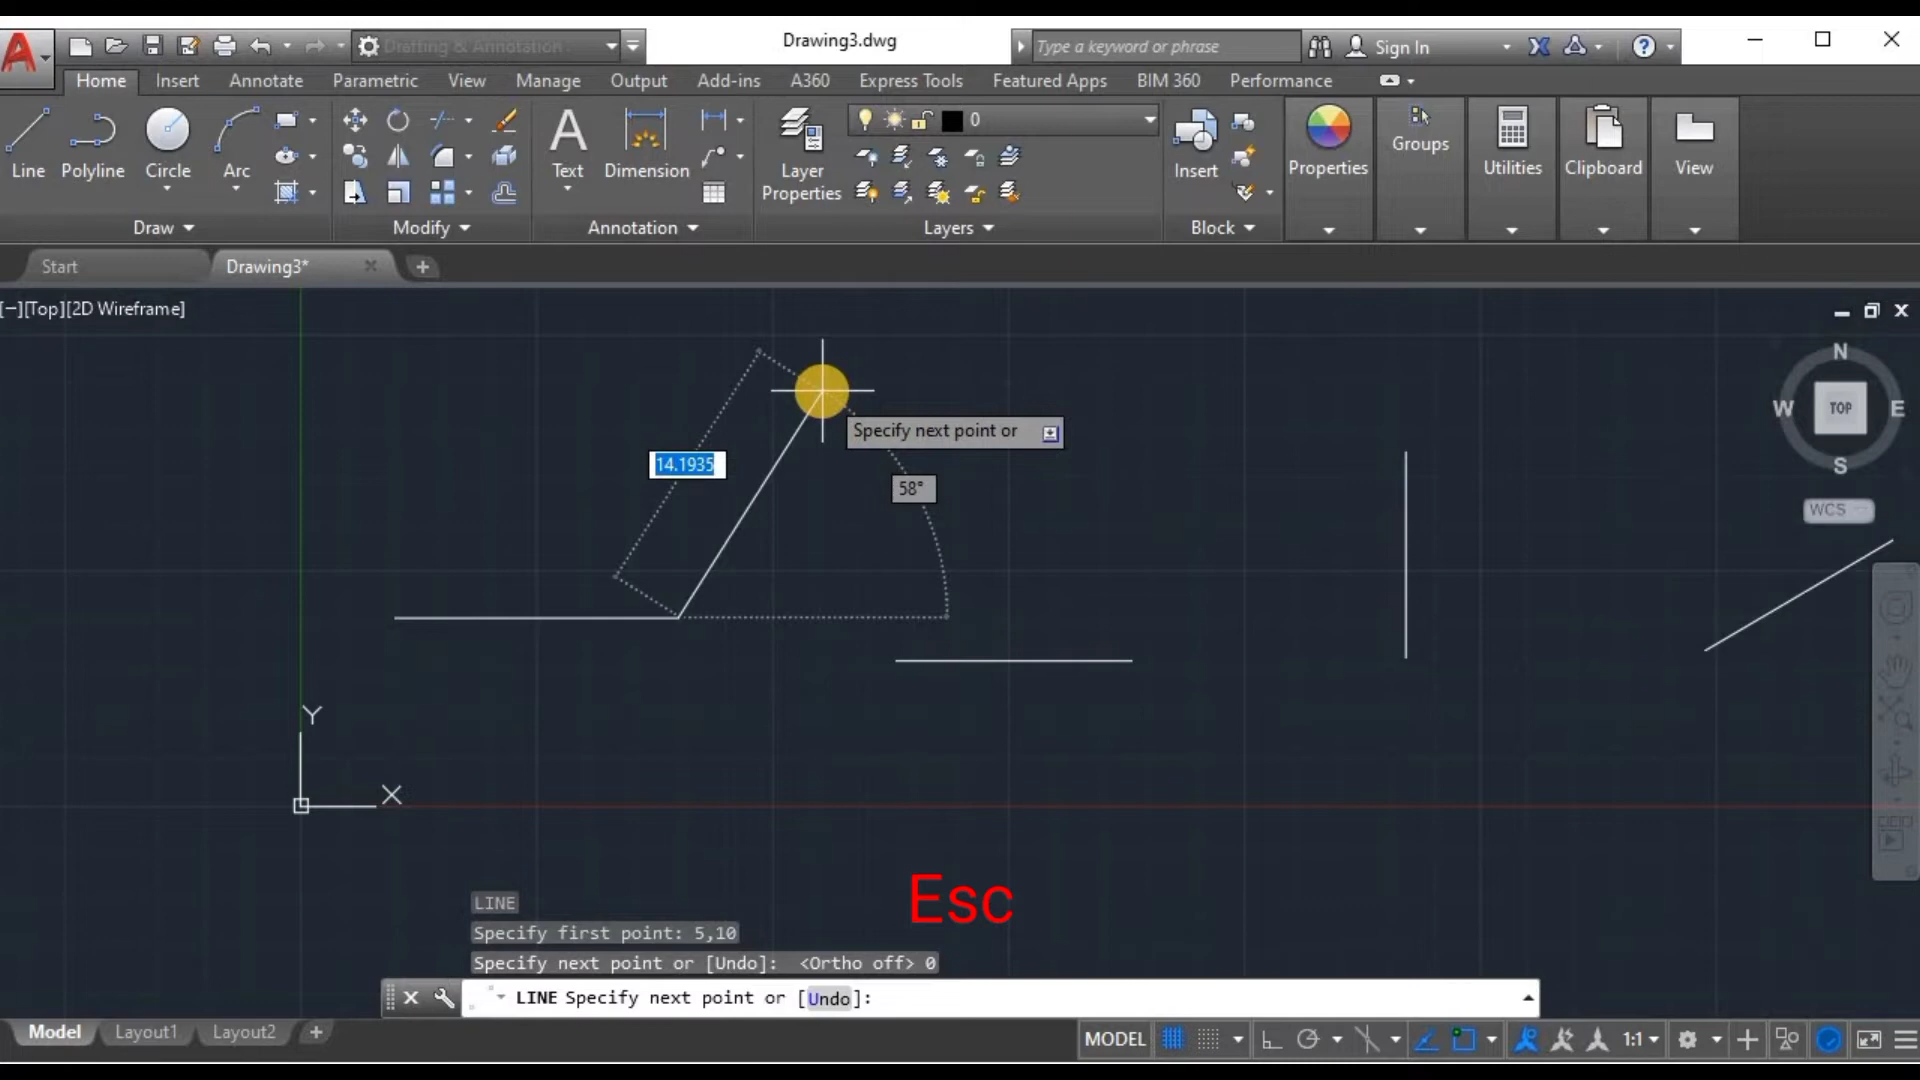 Drafting & Annotation
Drawing3.dwg
Type a keyword or phrase
Sign In
Home Insert Annotate Parametric View Manage Output Add-ins A360 Express Tools Featured Apps BIM 360 Performance
0
Line Polyline Circle Arc
Text Dimension
Layer
Properties
Insert
Properties
Groups
Utilities
Clipboard
View
Draw Modify Annotation Layers Block
Start Drawing3*
[−][Top][2D Wireframe]
N
W TOP E
S
WCS
Specify next point or
14.1935
58°
Y
X
Esc
LINE
Specify first point: 5,10
Specify next point or [Undo]: <Ortho off> 0
LINE Specify next point or [Undo]:
Model Layout1 Layout2
MODEL 1:1